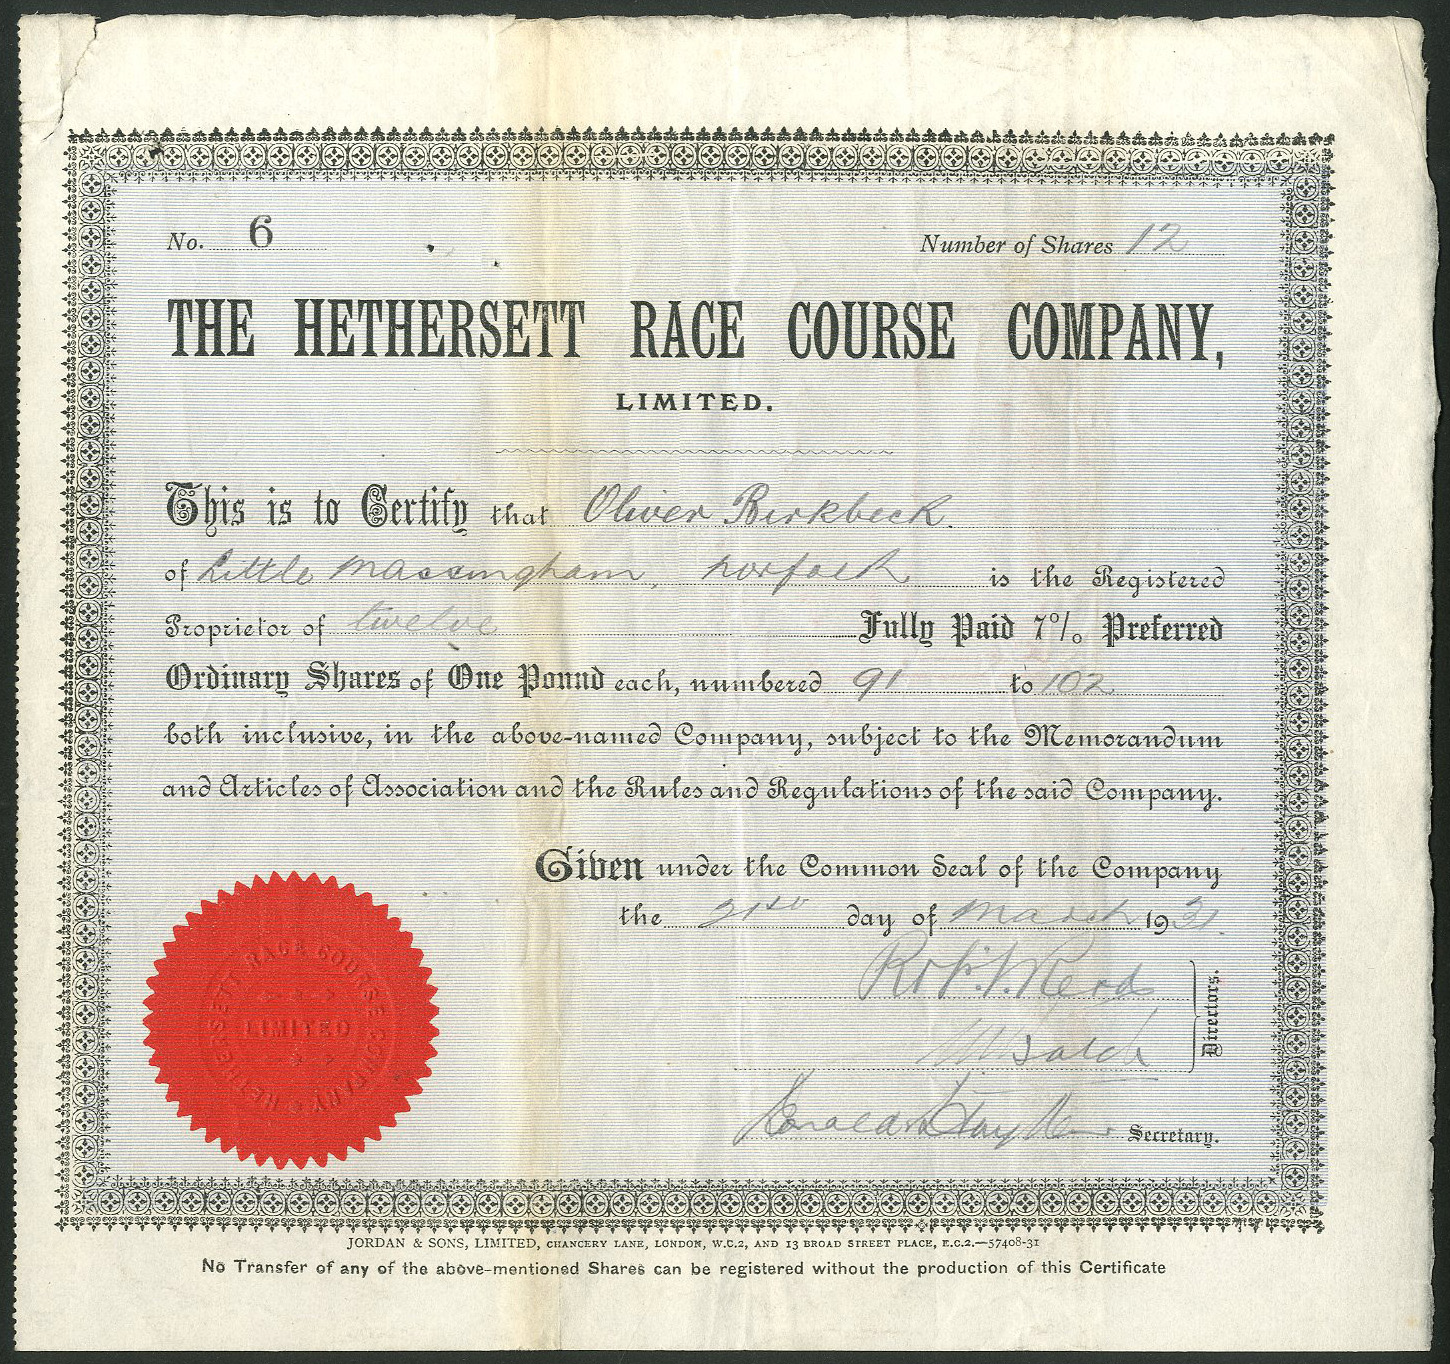 No. 6
Number of Shares 12
THE HETHERSETT RACE COURSE COMPANY,
LIMITED.
This is to Certify that Oliver Birkbeck.
of Little Massingham, Norfolk is the Registered
Proprietor of twelve Fully Paid 7% Preferred
Ordinary Shares of One Pound each, numbered 91 to 102
both inclusive, in the above-named Company, subject to the Memorandum
and Articles of Association and the Rules and Regulations of the said Company.
Given under the Common Seal of the Company
the 21st day of March 1931.
Directors.
Secretary.
HETHERSETT RACE COURSE COMPANY
LIMITED
JORDAN & SONS, LIMITED, CHANCERY LANE, LONDON, W.C.2, AND 13 BROAD STREET PLACE, E.C.2.—57408-31
No Transfer of any of the above-mentioned Shares can be registered without the production of this Certificate